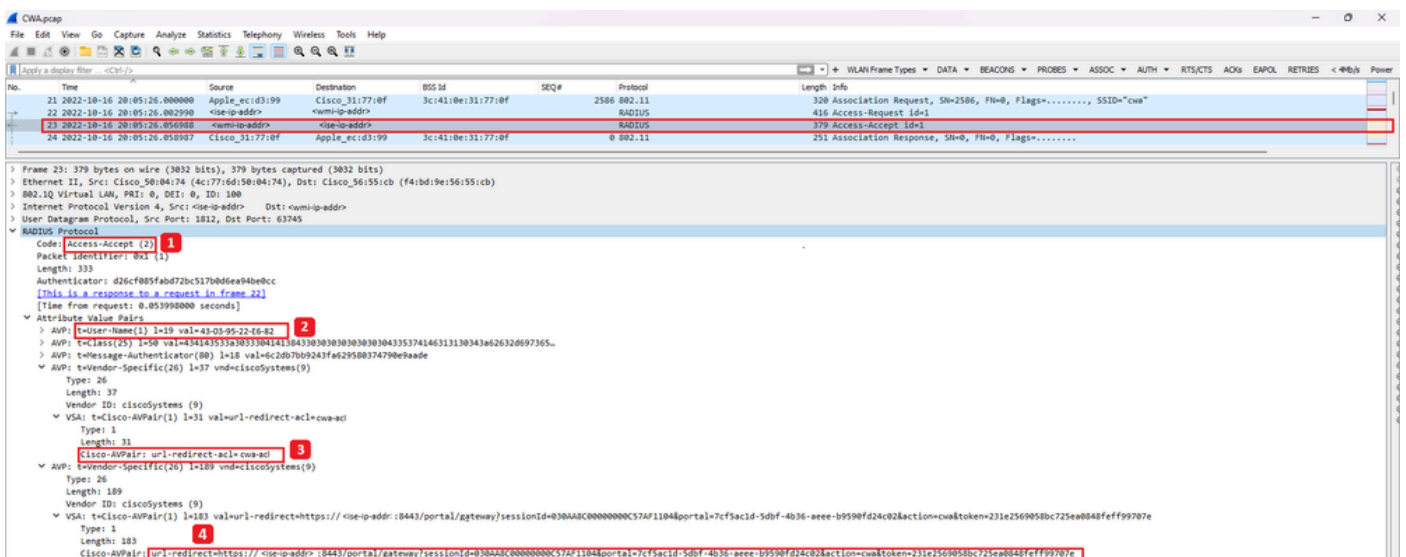 CWA.pcap
File Edit View Go Capture Analyze Statistics Telephony Wireless Tools Help
Apply a display filter ... <Ctrl-/>
WLAN Frame Types DATA BEACONS PROBES ASSOC AUTH RTS/CTS ACKs EAPOL RETRIES < 4Mb/s Power
No. Time Source Destination BSS Id SEQ# Protocol Length Info
21 2022-10-16 20:05:26.000000 Apple_ec:d3:99 Cisco_31:77:0f 3c:41:0e:31:77:0f 2586 802.11 320 Association Request, SN=2586, FN=0, Flags=........, SSID="cwa"
22 2022-10-16 20:05:26.002990 <ise-ip-addr> <wmi-ip-addr> RADIUS 416 Access-Request id=1
23 2022-10-16 20:05:26.056988 <wmi-ip-addr> <ise-ip-addr> RADIUS 379 Access-Accept id=1
24 2022-10-16 20:05:26.058987 Cisco_31:77:0f Apple_ec:d3:99 3c:41:0e:31:77:0f 0 802.11 251 Association Response, SN=0, FN=0, Flags=........
Frame 23: 379 bytes on wire (3032 bits), 379 bytes captured (3032 bits)
Ethernet II, Src: Cisco_50:04:74 (4c:77:6d:50:04:74), Dst: Cisco_56:55:cb (f4:bd:9e:56:55:cb)
802.1Q Virtual LAN, PRI: 0, DEI: 0, ID: 100
Internet Protocol Version 4, Src: <ise-ip-addr> Dst: <wmi-ip-addr>
User Datagram Protocol, Src Port: 1812, Dst Port: 63745
RADIUS Protocol
Code: Access-Accept (2) 1
Packet identifier: 0x1 (1)
Length: 333
Authenticator: d26cf085fabd72bc517b0d6ea94be0cc
[This is a response to a request in frame 22]
[Time from request: 0.053998000 seconds]
Attribute Value Pairs
AVP: t=User-Name(1) l=19 val=43-03-95-22-E6-82 2
AVP: t=Class(25) l=50
AVP: t=Message-Authenticator(80) l=18 val=6c2db7bb9243fa629580374790e9aade
AVP: t=Vendor-Specific(26) l=37 vnd=ciscoSystems(9)
Type: 26
Length: 37
Vendor ID: ciscoSystems (9)
VSA: t=Cisco-AVPair(1) l=31 val=url-redirect-acl=cwa-acl
Type: 1
Length: 31
Cisco-AVPair: url-redirect-acl=cwa-acl 3
AVP: t=Vendor-Specific(26) l=189 vnd=ciscoSystems(9)
Type: 26
Length: 189
Vendor ID: ciscoSystems (9)
VSA: t=Cisco-AVPair(1) l=183 val=url-redirect=https://<ise-ip-addr>:8443/portal/gateway?sessionId=030AA8C00000000C57AF1104&portal=7cf5ac1d-5dbf-4b36-aeee-b9590fd24c02&action=cwa&token=231e2569058bc725ea0848feff99707e
Type: 1
Length: 183 4
Cisco-AVPair: url-redirect=https://<ise-ip-addr>:8443/portal/gateway?sessionId=030AA8C00000000C57AF1104&portal=7cf5ac1d-5dbf-4b36-aeee-b9590fd24c02&action=cwa&token=231e2569058bc725ea0848feff99707e